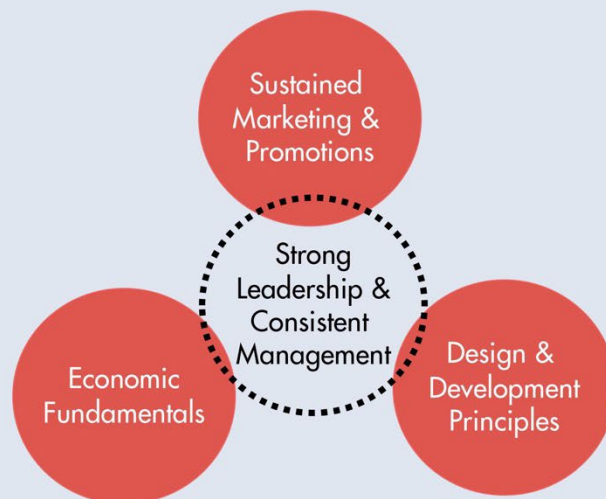 Sustained
Marketing &
Promotions
Strong
Leadership &
Consistent
Management
Economic
Fundamentals
Design &
Development
Principles